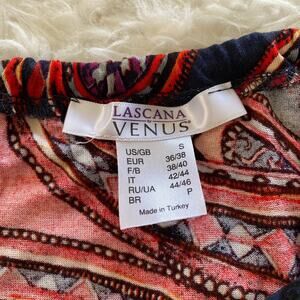 LASCANA
VENUS
US/GB S
EUR 36/38
F/B 38/40
IT 42/44
RU/UA 44/46
BR P
Made in Turkey